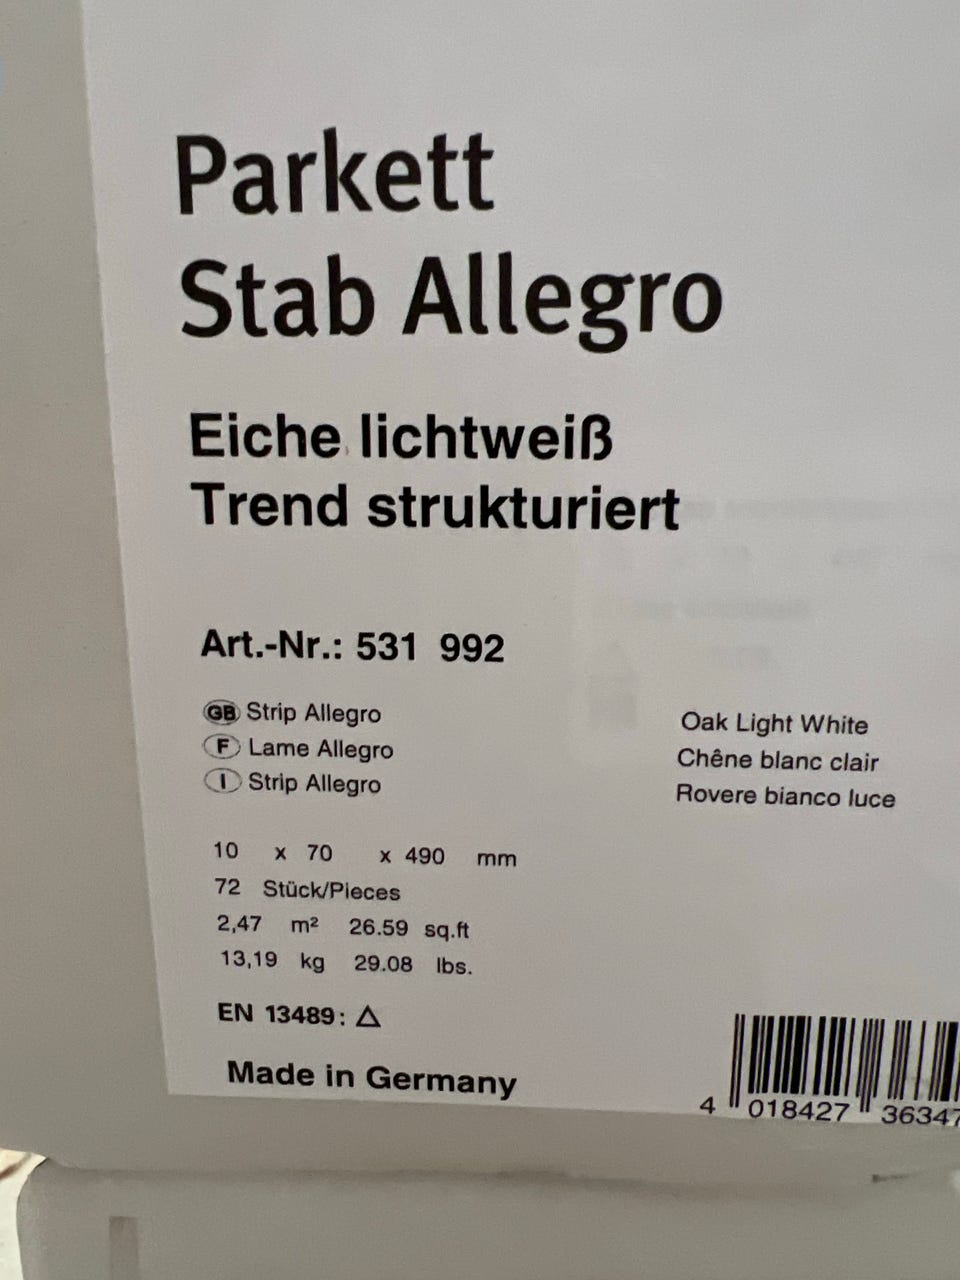 Parkett
Stab Allegro
Eiche lichtweiß
Trend strukturiert
Art.-Nr.: 531 992
GB Strip Allegro Oak Light White
F Lame Allegro Chêne blanc clair
I Strip Allegro Rovere bianco luce
10 x 70 x 490 mm
72 Stück/Pieces
2,47 m² 26.59 sq.ft
13,19 kg 29.08 lbs.
EN 13489: △
Made in Germany
4 018427 36347